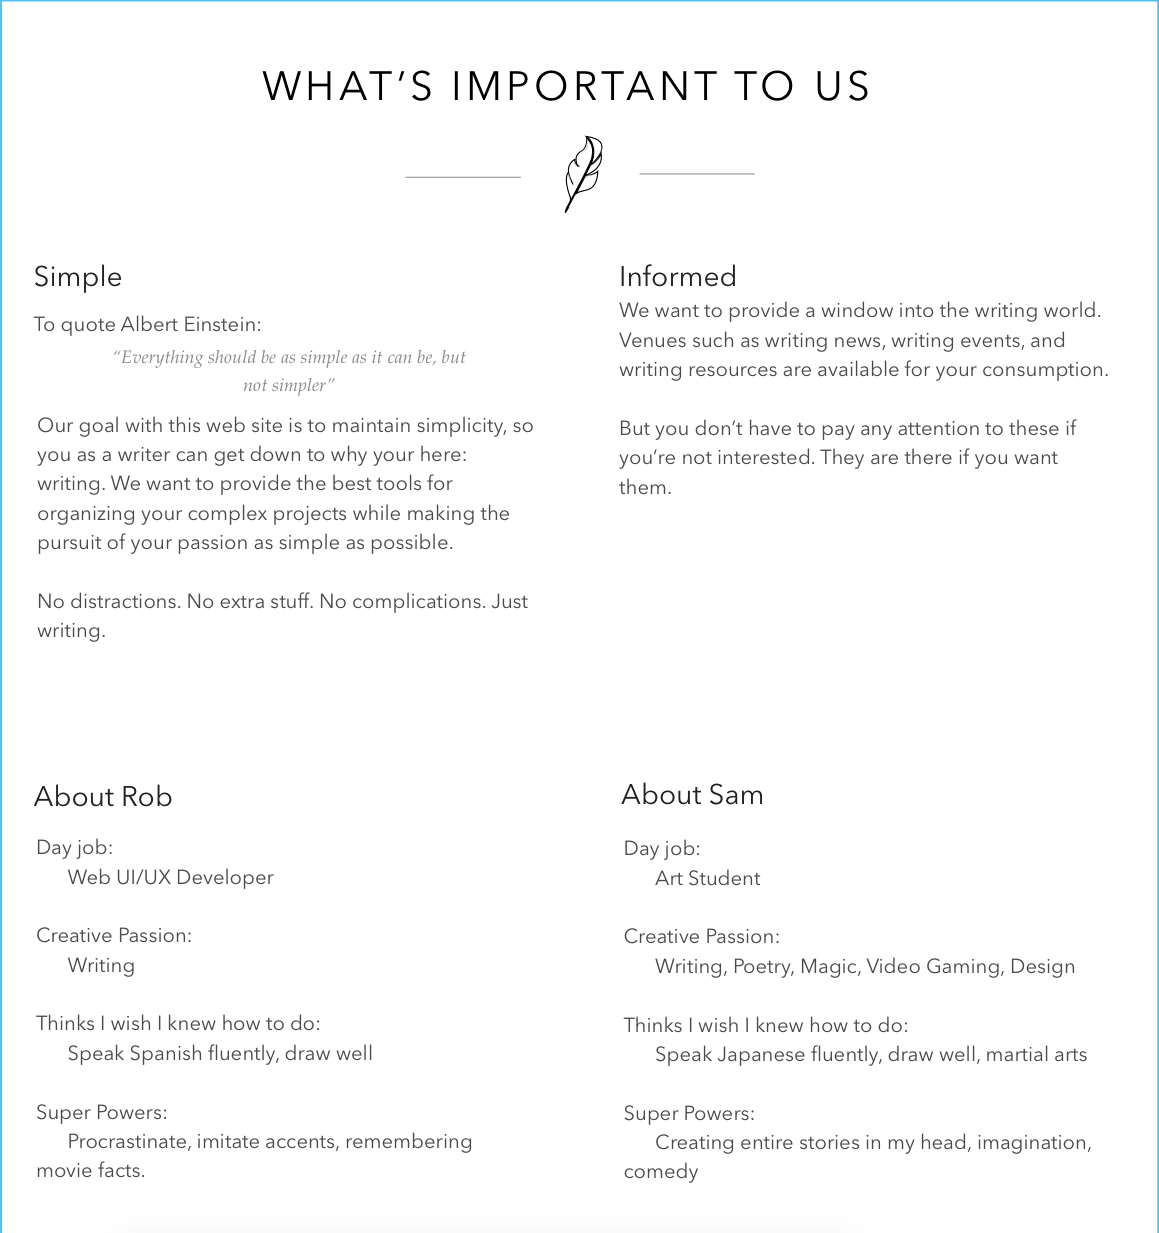 WHAT’S IMPORTANT TO US
Simple
To quote Albert Einstein:
“Everything should be as simple as it can be, but
not simpler”
Our goal with this web site is to maintain simplicity, so
you as a writer can get down to why your here:
writing. We want to provide the best tools for
organizing your complex projects while making the
pursuit of your passion as simple as possible.
No distractions. No extra stuff. No complications. Just
writing.
Informed
We want to provide a window into the writing world.
Venues such as writing news, writing events, and
writing resources are available for your consumption.
But you don’t have to pay any attention to these if
you’re not interested. They are there if you want
them.
About Rob
Day job:
Web UI/UX Developer
Creative Passion:
Writing
Thinks I wish I knew how to do:
Speak Spanish fluently, draw well
Super Powers:
Procrastinate, imitate accents, remembering
movie facts.
About Sam
Day job:
Art Student
Creative Passion:
Writing, Poetry, Magic, Video Gaming, Design
Thinks I wish I knew how to do:
Speak Japanese fluently, draw well, martial arts
Super Powers:
Creating entire stories in my head, imagination,
comedy